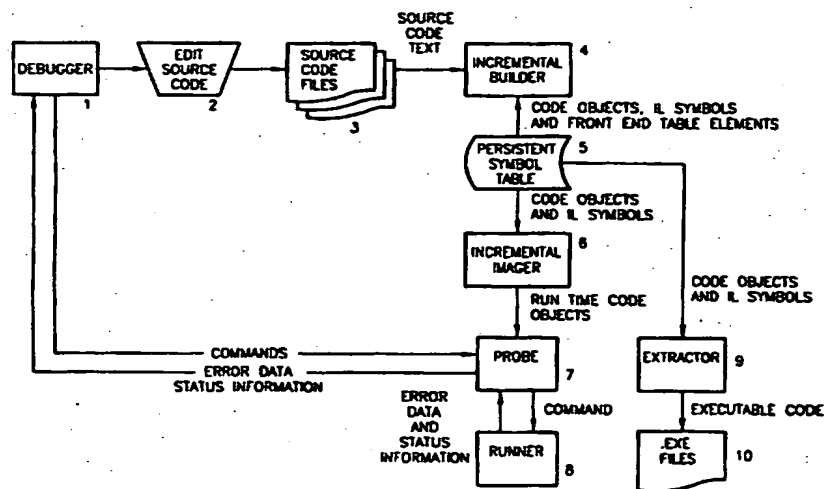 SOURCE
CODE
TEXT
DEBUGGER
1
EDIT
SOURCE
CODE
2
SOURCE
CODE
FILES
3
INCREMENTAL
BUILDER
4
CODE OBJECTS, IL SYMBOLS
AND FRONT END TABLE ELEMENTS
PERSISTENT
SYMBOL
TABLE
5
CODE OBJECTS
AND IL SYMBOLS
INCREMENTAL
IMAGER
6
CODE OBJECTS
AND IL SYMBOLS
RUN TIME CODE
OBJECTS
COMMANDS
ERROR DATA
STATUS INFORMATION
PROBE
7
EXTRACTOR
9
ERROR
DATA
AND
STATUS
INFORMATION
COMMAND
EXECUTABLE CODE
RUNNER
8
.EXE
FILES
10